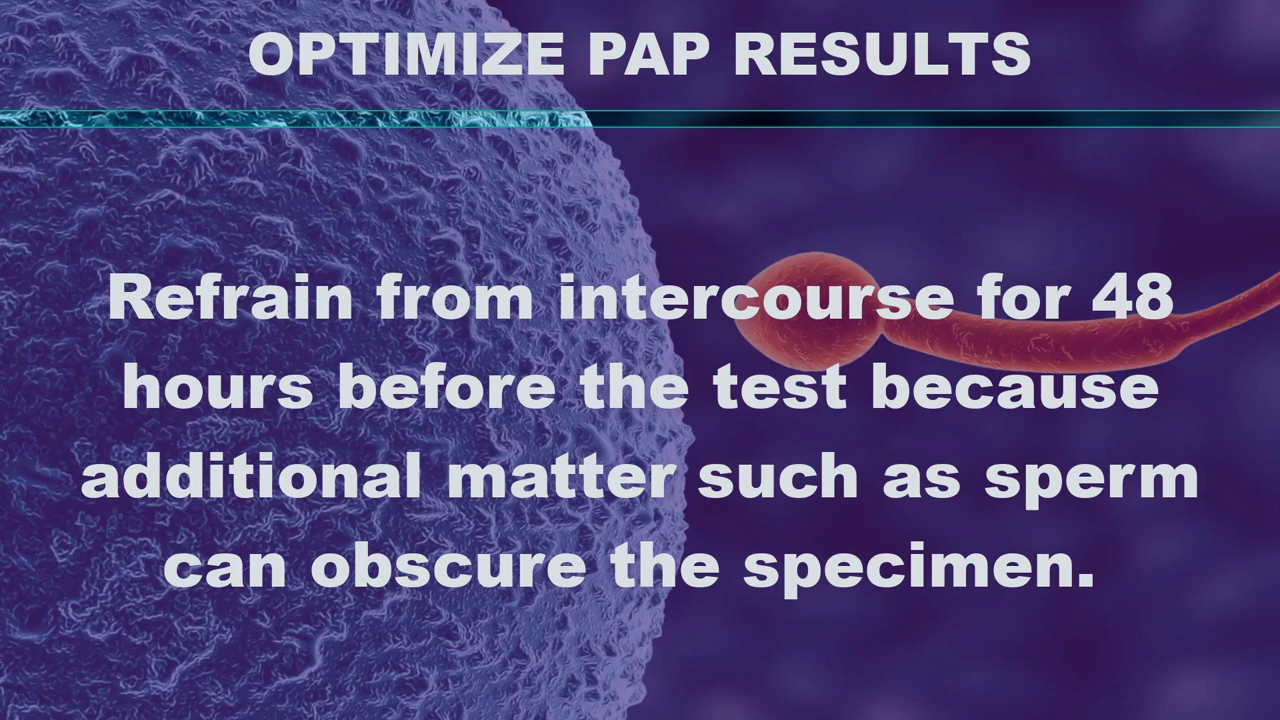 OPTIMIZE PAP RESULTS
Refrain from intercourse for 48
hours before the test because
additional matter such as sperm
can obscure the specimen.